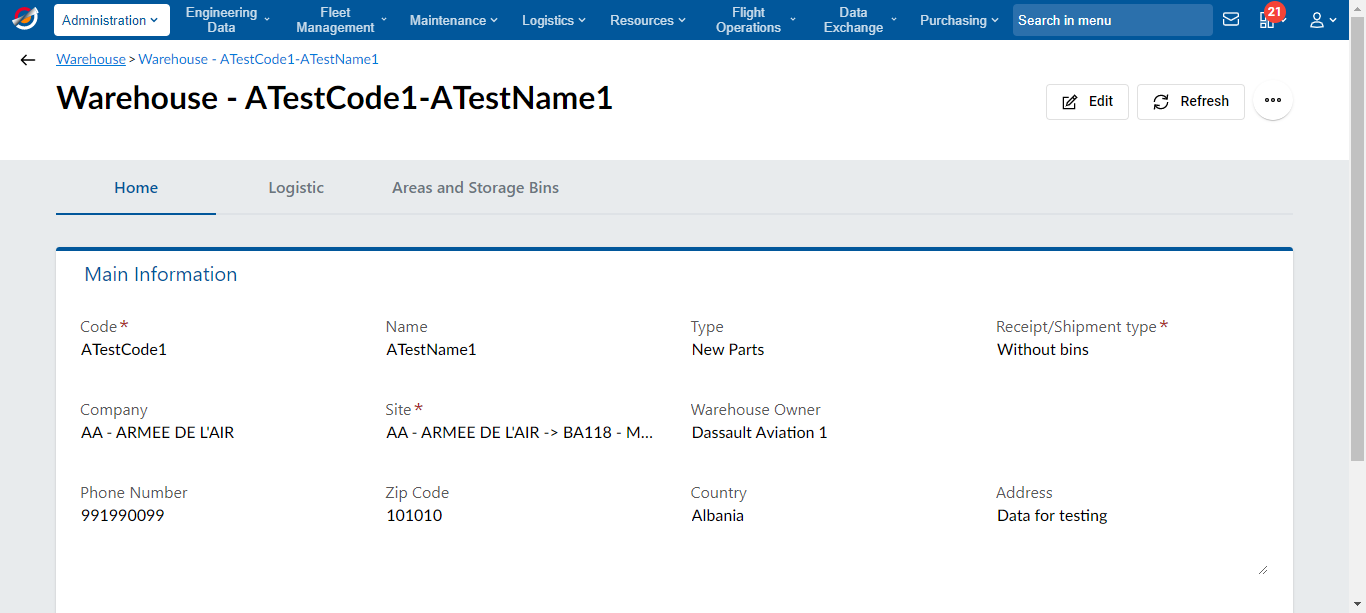 Administration
Engineering Data
Fleet Management
Maintenance
Logistics
Resources
Flight Operations
Data Exchange
Purchasing
Search in menu
21
Warehouse > Warehouse - ATestCode1-ATestName1
Warehouse - ATestCode1-ATestName1
Edit
Refresh
Home
Logistic
Areas and Storage Bins
Main Information
Code*
Name
Type
Receipt/Shipment type*
ATestCode1
ATestName1
New Parts
Without bins
Company
Site*
Warehouse Owner
AA - ARMEE DE L'AIR
AA - ARMEE DE L'AIR -> BA118 - M...
Dassault Aviation 1
Phone Number
Zip Code
Country
Address
991990099
101010
Albania
Data for testing